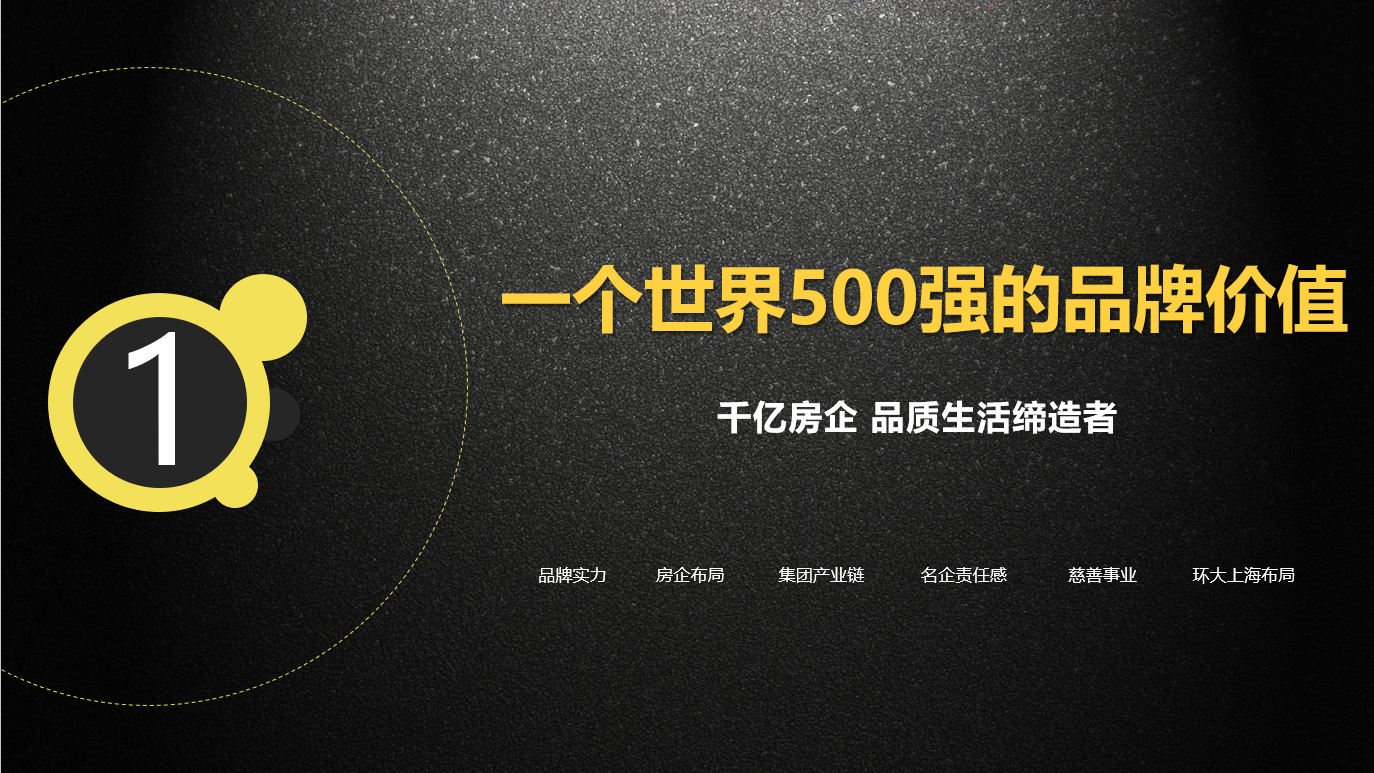 1
一个世界500强的品牌价值
千亿房企 品质生活缔造者
品牌实力 房企布局 集团产业链 名企责任感 慈善事业 环大上海布局